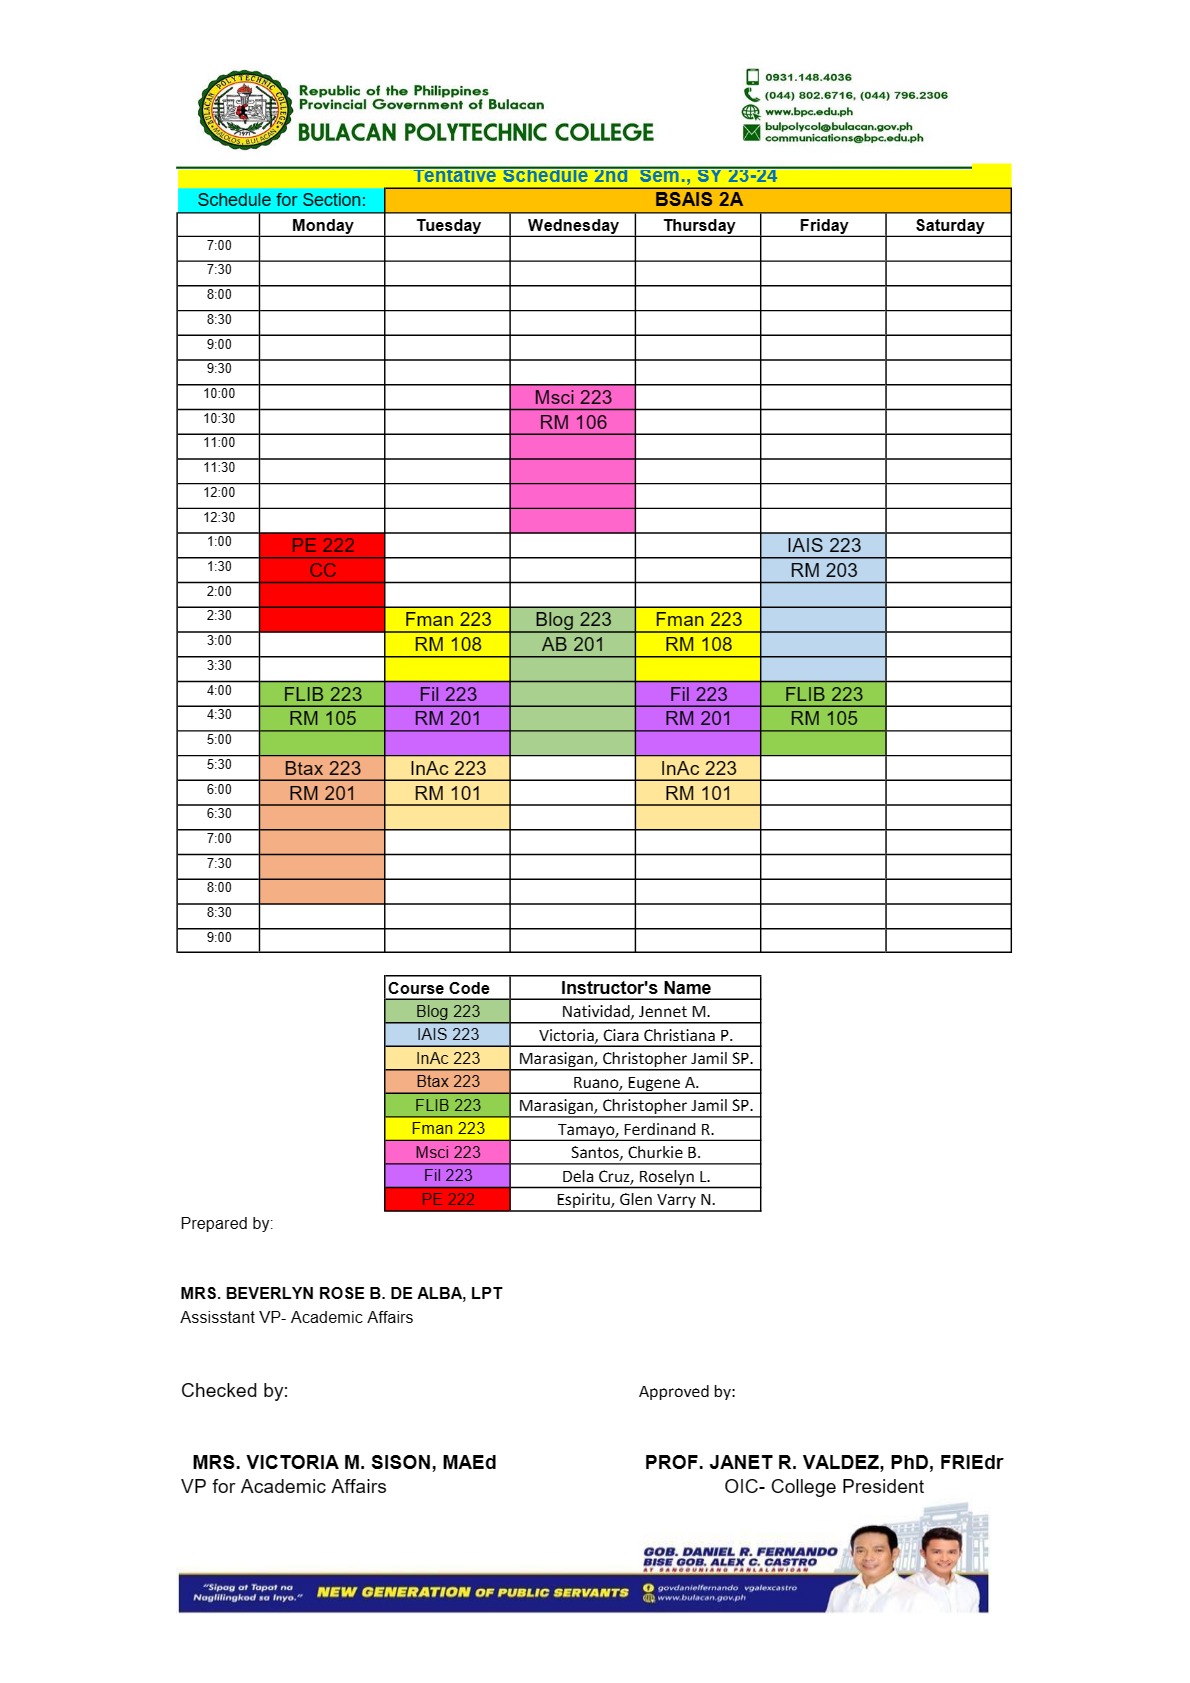 Republic of the Philippines
Provincial Government of Bulacan
BULACAN POLYTECHNIC COLLEGE
0931.148.4036
(044) 802.6716, (044) 796.2306
www.bpc.edu.ph
bulpolycol@bulacan.gov.ph
communications@bpc.edu.ph
BULACAN POLYTECHNIC COLLEGE
MALOLOS, BULACAN
1971
Tentative Schedule 2nd Sem., SY 23-24
Schedule for Section: BSAIS 2A
Monday Tuesday Wednesday Thursday Friday Saturday
7:00
7:30
8:00
8:30
9:00
9:30
10:00 Msci 223
10:30 RM 106
11:00
11:30
12:00
12:30
1:00 PE 222 IAIS 223
1:30 CC RM 203
2:00
2:30 Fman 223 Blog 223 Fman 223
3:00 RM 108 AB 201 RM 108
3:30
4:00 FLIB 223 Fil 223 Fil 223 FLIB 223
4:30 RM 105 RM 201 RM 201 RM 105
5:00
5:30 Btax 223 InAc 223 InAc 223
6:00 RM 201 RM 101 RM 101
6:30
7:00
7:30
8:00
8:30
9:00
Course Code Instructor's Name
Blog 223 Natividad, Jennet M.
IAIS 223 Victoria, Ciara Christiana P.
InAc 223 Marasigan, Christopher Jamil SP.
Btax 223 Ruano, Eugene A.
FLIB 223 Marasigan, Christopher Jamil SP.
Fman 223 Tamayo, Ferdinand R.
Msci 223 Santos, Churkie B.
Fil 223 Dela Cruz, Roselyn L.
PE 222 Espiritu, Glen Varry N.
Prepared by:
MRS. BEVERLYN ROSE B. DE ALBA, LPT
Assisstant VP- Academic Affairs
Checked by: Approved by:
MRS. VICTORIA M. SISON, MAEd PROF. JANET R. VALDEZ, PhD, FRIEdr
VP for Academic Affairs OIC- College President
GOB. DANIEL R. FERNANDO
BISE GOB. ALEX C. CASTRO
AT SANGGUNIANG PANLALAWIGAN
"Sipag at Tapat na
Naglilingkod sa Inyo."
NEW GENERATION OF PUBLIC SERVANTS
govdanielfernando vgalexcastro
www.bulacan.gov.ph